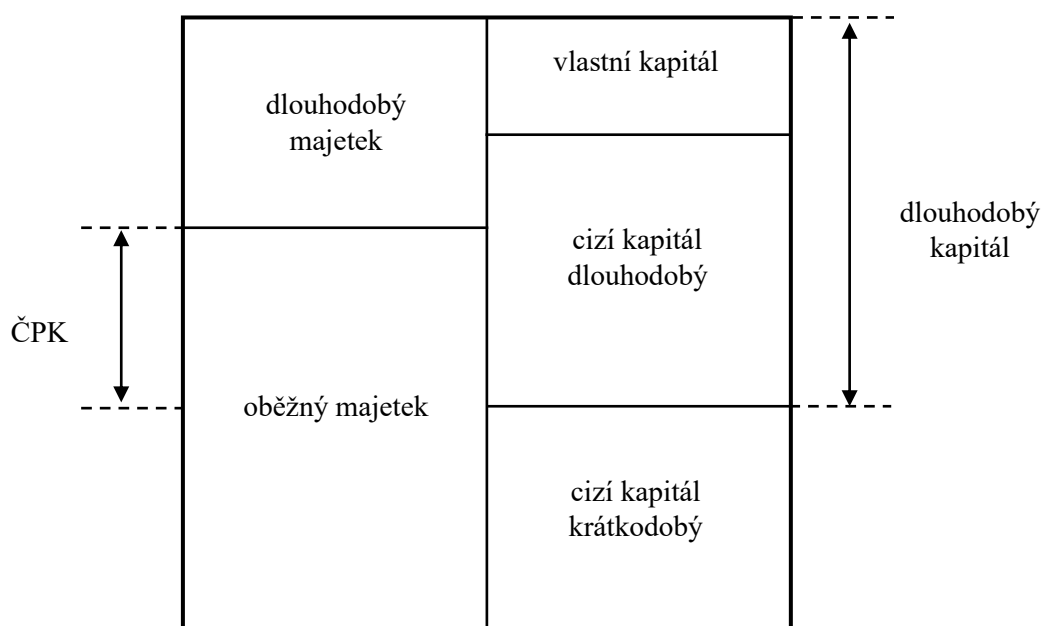 vlastní kapitál
dlouhodobý
majetek
cizí kapitál
dlouhodobý
dlouhodobý
kapitál
ČPK
oběžný majetek
cizí kapitál
krátkodobý